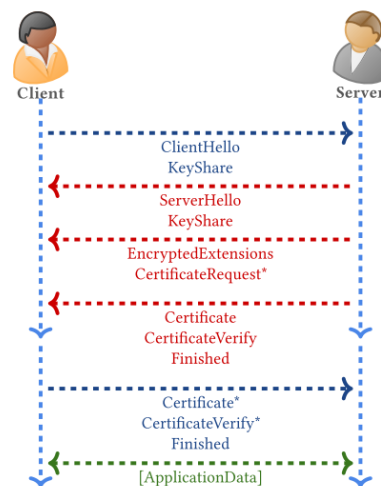 Client
Server
ClientHello
KeyShare
ServerHello
KeyShare
EncryptedExtensions
CertificateRequest*
Certificate
CertificateVerify
Finished
Certificate*
CertificateVerify*
Finished
[ApplicationData]